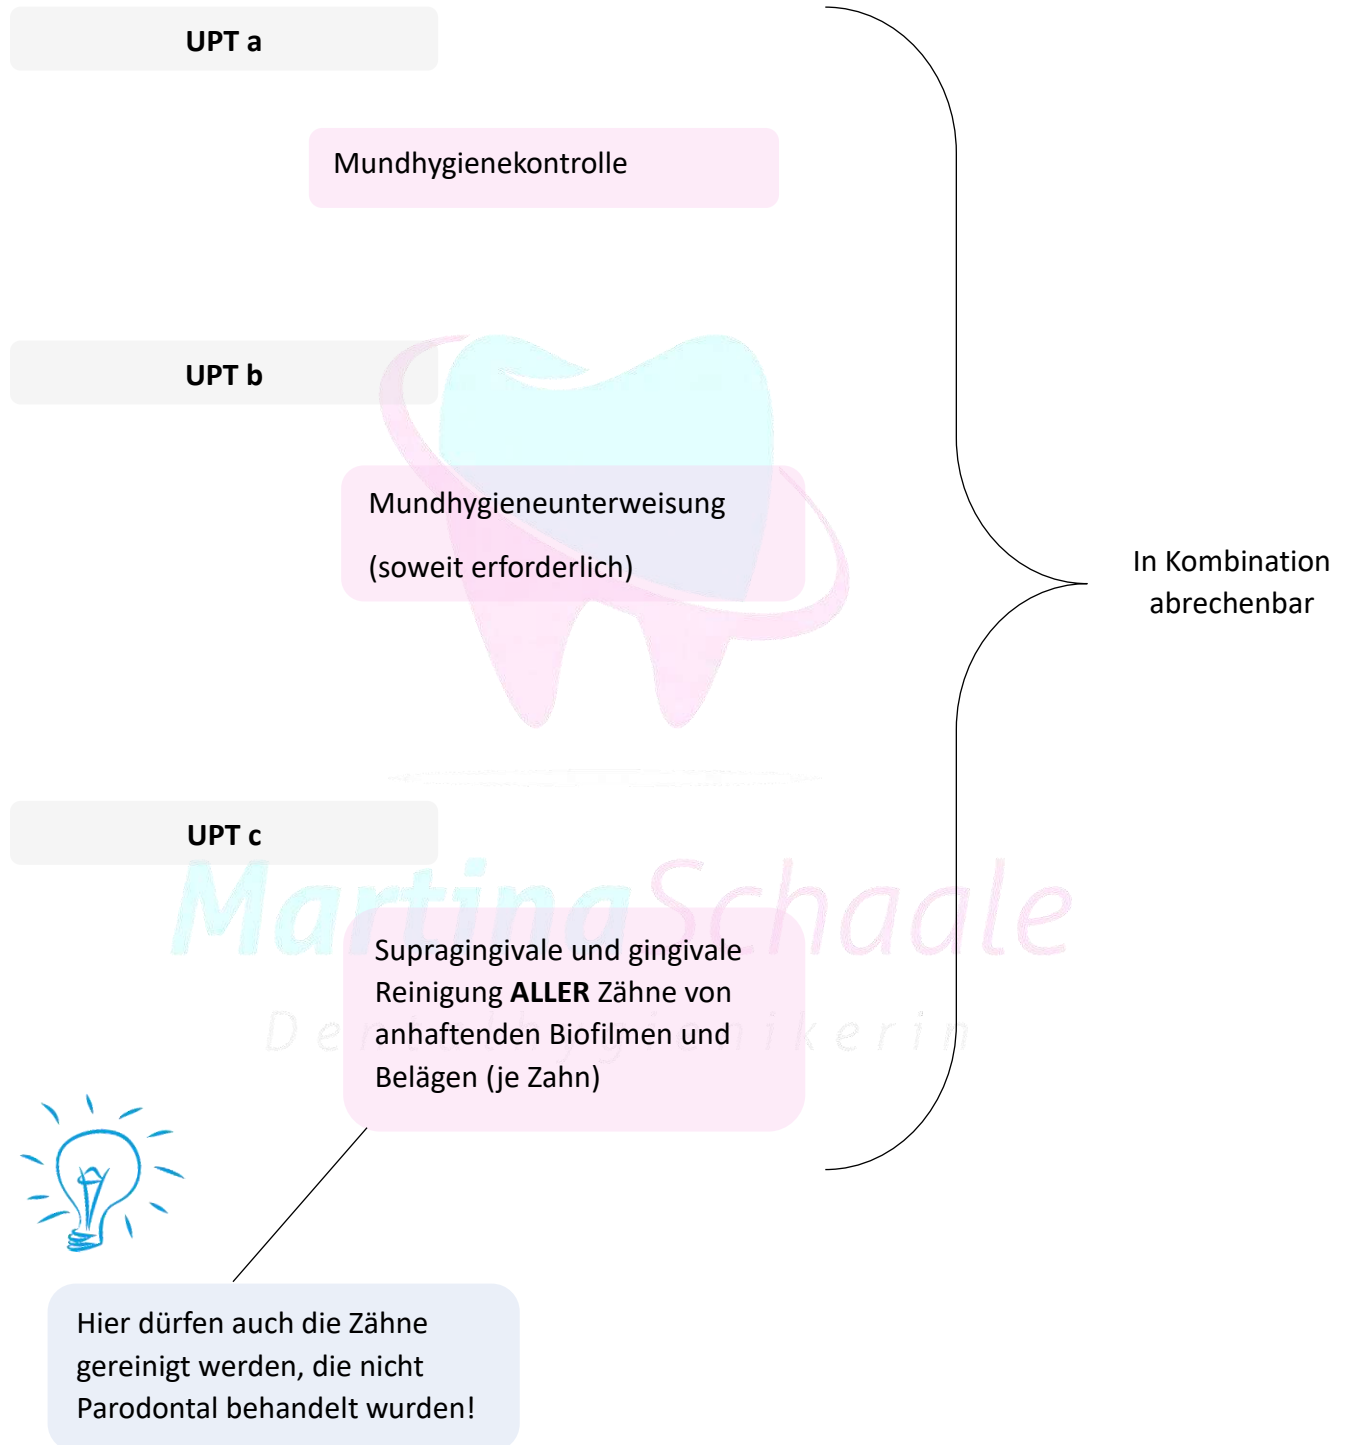 UPT a
Mundhygienekontrolle
UPT b
Mundhygieneunterweisung
(soweit erforderlich)
In Kombination
abrechenbar
UPT c
MartinaSchaale
Dentalhygienikerin
Supragingivale und gingivale
Reinigung ALLER Zähne von
anhaftenden Biofilmen und
Belägen (je Zahn)
Hier dürfen auch die Zähne
gereinigt werden, die nicht
Parodontal behandelt wurden!